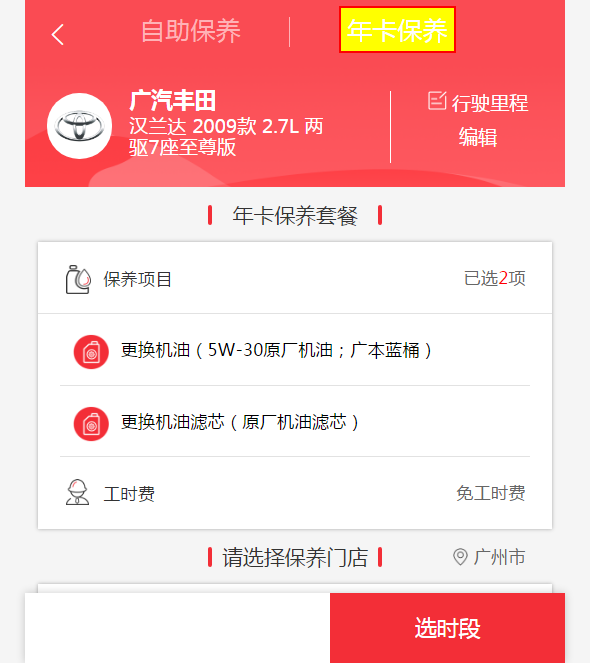 自助保养
年卡保养
广汽丰田
汉兰达 2009款 2.7L 两
驱7座至尊版
行驶里程
编辑
年卡保养套餐
保养项目
已选2项
更换机油（5W-30原厂机油；广本蓝桶）
更换机油滤芯（原厂机油滤芯）
工时费
免工时费
请选择保养门店
广州市
选时段